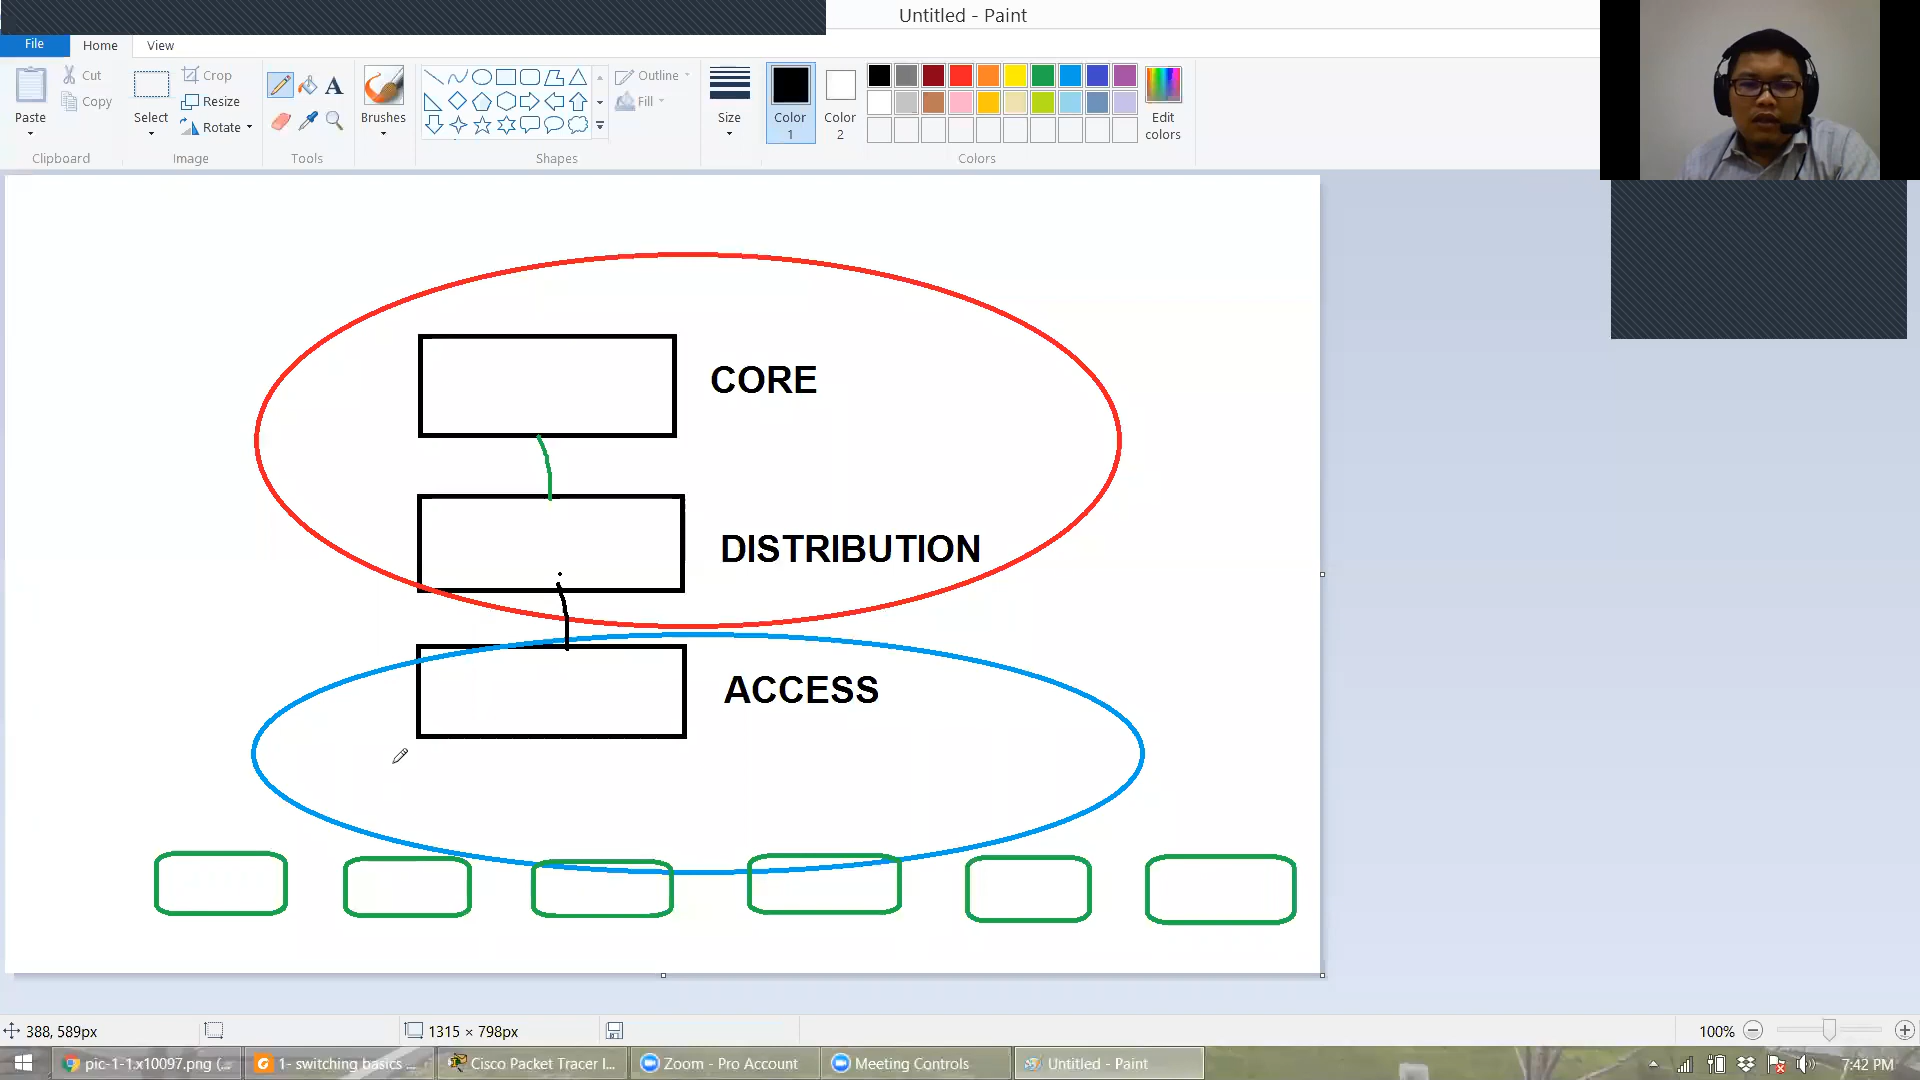 Untitled - Paint
File
Home
View
Paste
Cut
Copy
Clipboard
Select
Crop
Resize
Rotate
Image
A
Tools
Brushes
Shapes
Outline
Fill
Size
Color 1
Color 2
Edit colors
Colors
CORE
DISTRIBUTION
ACCESS
388, 589px
1315 × 798px
100%
pic-1-1.x10097.png (...
1- switching basics ...
Cisco Packet Tracer I...
Zoom - Pro Account
Meeting Controls
Untitled - Paint
7:42 PM